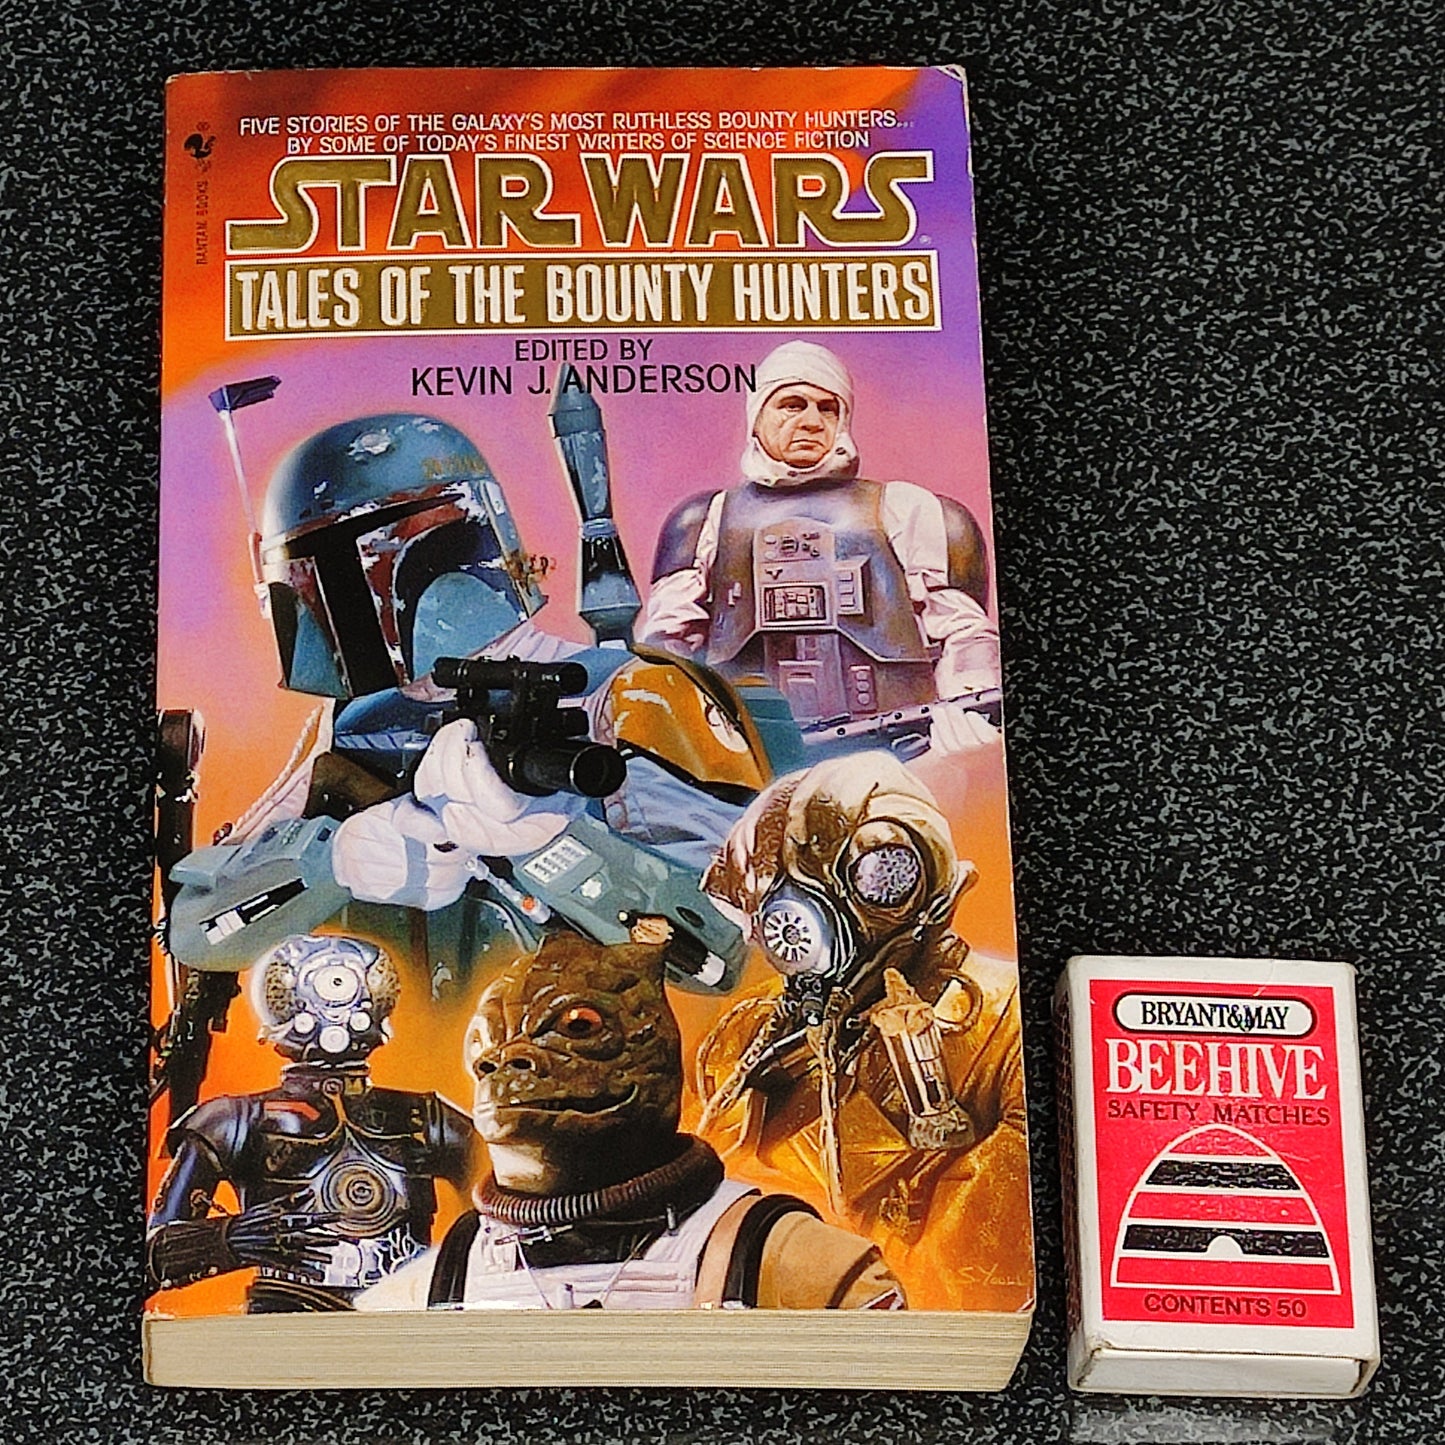 FIVE STORIES OF THE GALAXY'S MOST RUTHLESS BOUNTY HUNTERS...
BY SOME OF TODAY'S FINEST WRITERS OF SCIENCE FICTION
BANTAM BOOKS
STAR WARS
TALES OF THE BOUNTY HUNTERS
EDITED BY
KEVIN J. ANDERSON
S. YOULL
BRYANT & MAY
BEEHIVE
SAFETY MATCHES
CONTENTS 50